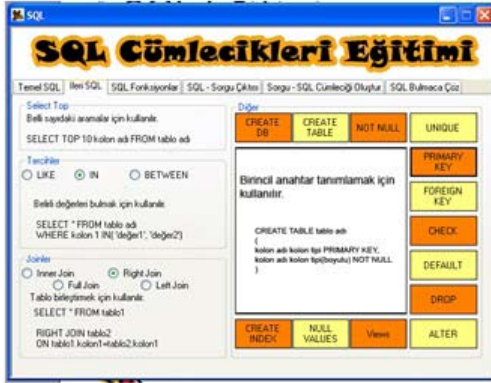 SQL
SQL Cümlecikleri Eğitimi
Temel SQL
İleri SQL
SQL Fonksiyonları
SQL - Sorgu Çıktısı
Sorgu - SQL Cümleciği Oluştur
SQL Bulmaca Çöz
Select Top
Belli sayıdaki aramalar için kullanılır.
SELECT TOP 10 kolon adı FROM tablo adı
Tercihler
LIKE
IN
BETWEEN
Belirli değerleri bulmak için kullanılır.
SELECT * FROM tablo adı
WHERE kolon 1 IN( 'değer1', 'değer2')
Joinler
Inner Join
Right Join
Full Join
Left Join
Tablo birleştirmek için kullanılır.
SELECT * FROM tablo1
RIGHT JOIN tablo2
ON tablo1.kolon1=tablo2.kolon1
Diğer
CREATE
DB
CREATE
TABLE
NOT NULL
UNIQUE
Birincil anahtar tanımlamak için
kullanılır.
CREATE TABLE tablo adı
(
kolon adı kolon tipi PRIMARY KEY,
kolon adı kolon tipi(boyutu) NOT NULL
)
PRIMARY
KEY
FOREIGN
KEY
CHECK
DEFAULT
DROP
CREATE
INDEX
NULL
VALUES
Views
ALTER